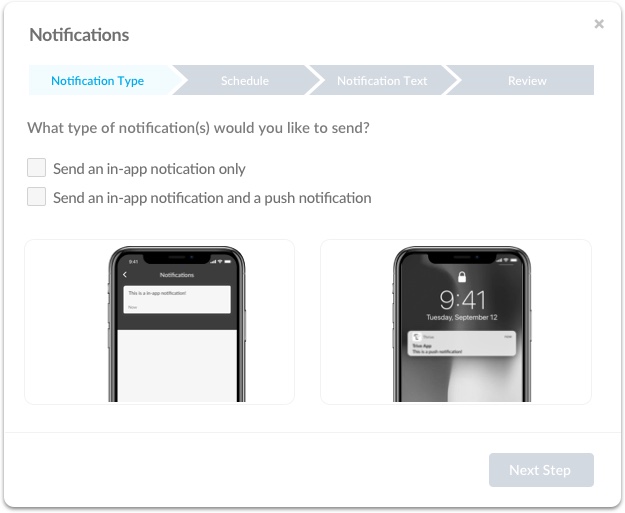 Notifications
×
Notification Type
Schedule
Notification Text
Review
What type of notification(s) would you like to send?
Send an in-app notication only
Send an in-app notification and a push notification
9:41
Notifications
This is a in-app notification!
Now
9:41
Tuesday, September 12
now
App
This is a push notification!
Next Step